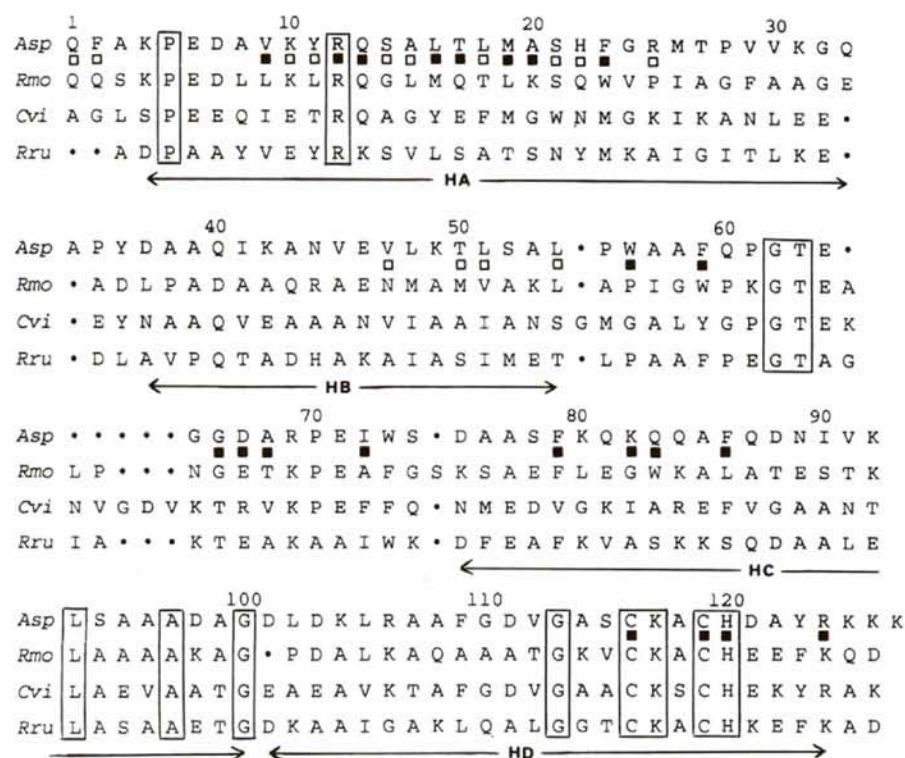 1 10 20 30
Asp Q F A K P E D A V K Y R Q S A L T L M A S H F G R M T P V V K G Q
Rmo Q Q S K P E D L L K L R Q G L M Q T L K S Q W V P I A G F A A G E
Cvi A G L S P E E Q I E T R Q A G Y E F M G W N M G K I K A N L E E •
Rru • • A D P A A Y V E Y R K S V L S A T S N Y M K A I G I T L K E •
HA
40 50 60
Asp A P Y D A A Q I K A N V E V L K T L S A L • P W A A F Q P G T E •
Rmo • A D L P A D A A Q R A E N M A M V A K L • A P I G W P K G T E A
Cvi • E Y N A A Q V E A A A N V I A A I A N S G M G A L Y G P G T E K
Rru • D L A V P Q T A D H A K A I A S I M E T • L P A A F P E G T A G
HB
70 80 90
Asp • • • • • G G D A R P E I W S • D A A S F K Q K Q Q A F Q D N I V K
Rmo L P • • • N G E T K P E A F G S K S A E F L E G W K A L A T E S T K
Cvi N V G D V K T R V K P E F F Q • N M E D V G K I A R E F V G A A N T
Rru I A • • • K T E A K A A I W K • D F E A F K V A S K K S Q D A A L E
HC
100 110 120
Asp L S A A A D A G D L D K L R A A F G D V G A S C K A C H D A Y R K K K
Rmo L A A A A K A G • P D A L K A Q A A A T G K V C K A C H E E F K Q D
Cvi L A E V A A T G E A E A V K T A F G D V G A A C K S C H E K Y R A K
Rru L A S A A E T G D K A A I G A K L Q A L G G T C K A C H K E F K A D
HD